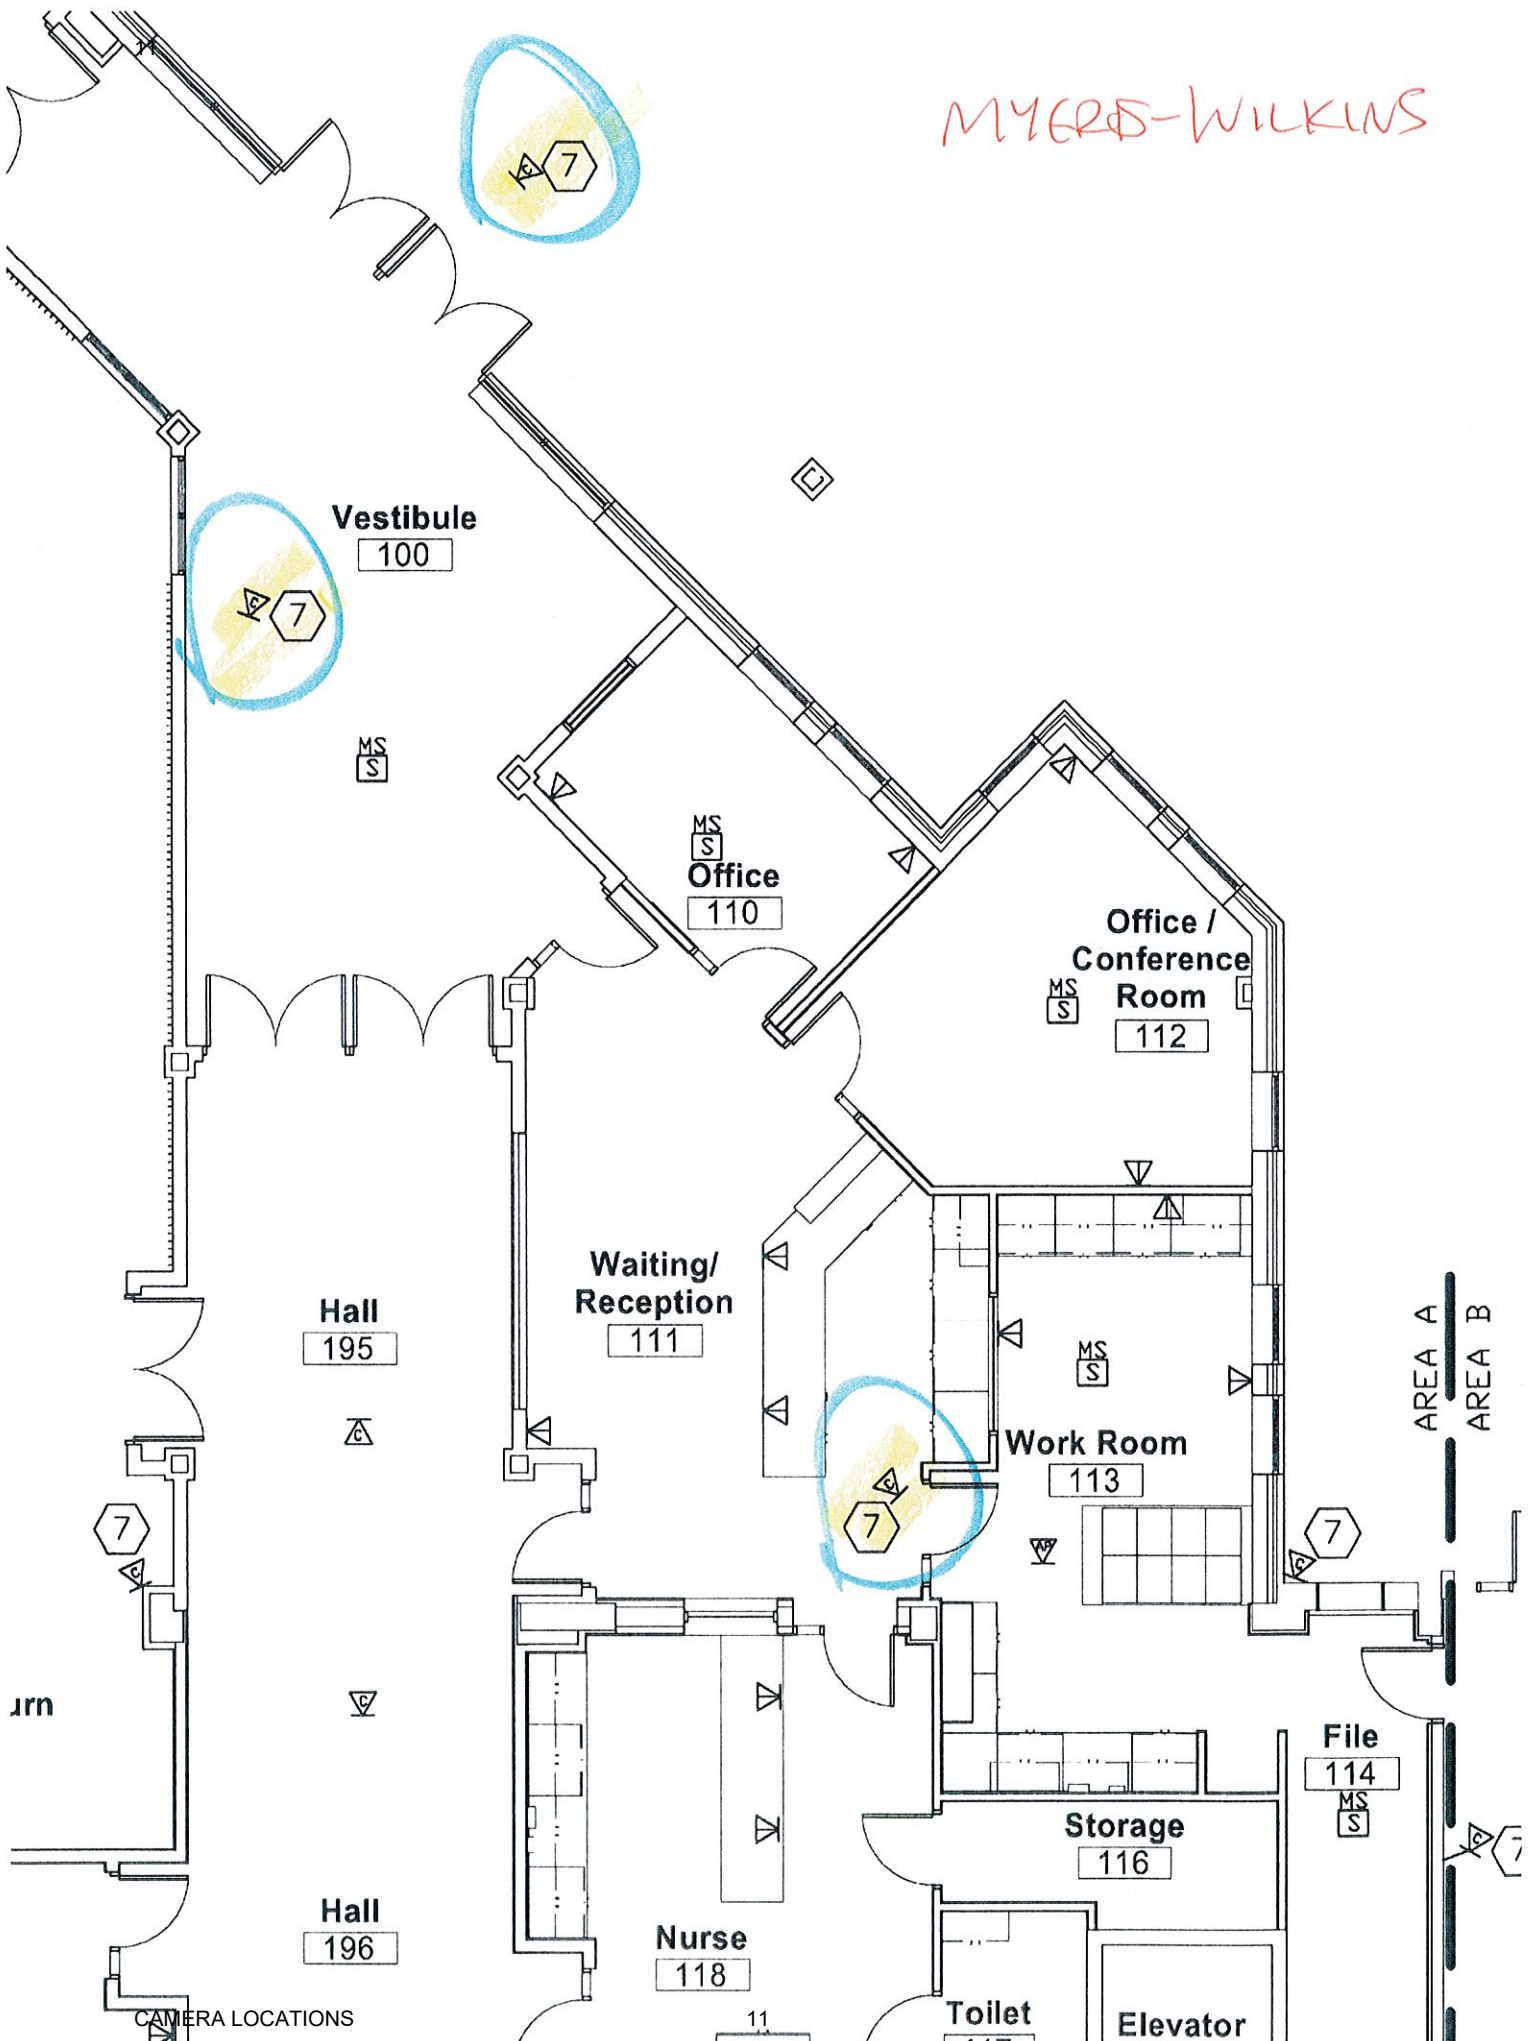 MYERS-WILKINS
C 7
Vestibule
100
C 7
MS
S
MS
S
Office
110
Office /
Conference
Room
112
MS
S
Waiting/
Reception
111
Hall
195
MS
S
AREA A
AREA B
C
Work Room
113
C
7
7
C
AP
7
C
C
File
114
MS
S
Storage
116
C 7
Hall
196
Nurse
118
Toilet
Elevator
CAMERA LOCATIONS
11